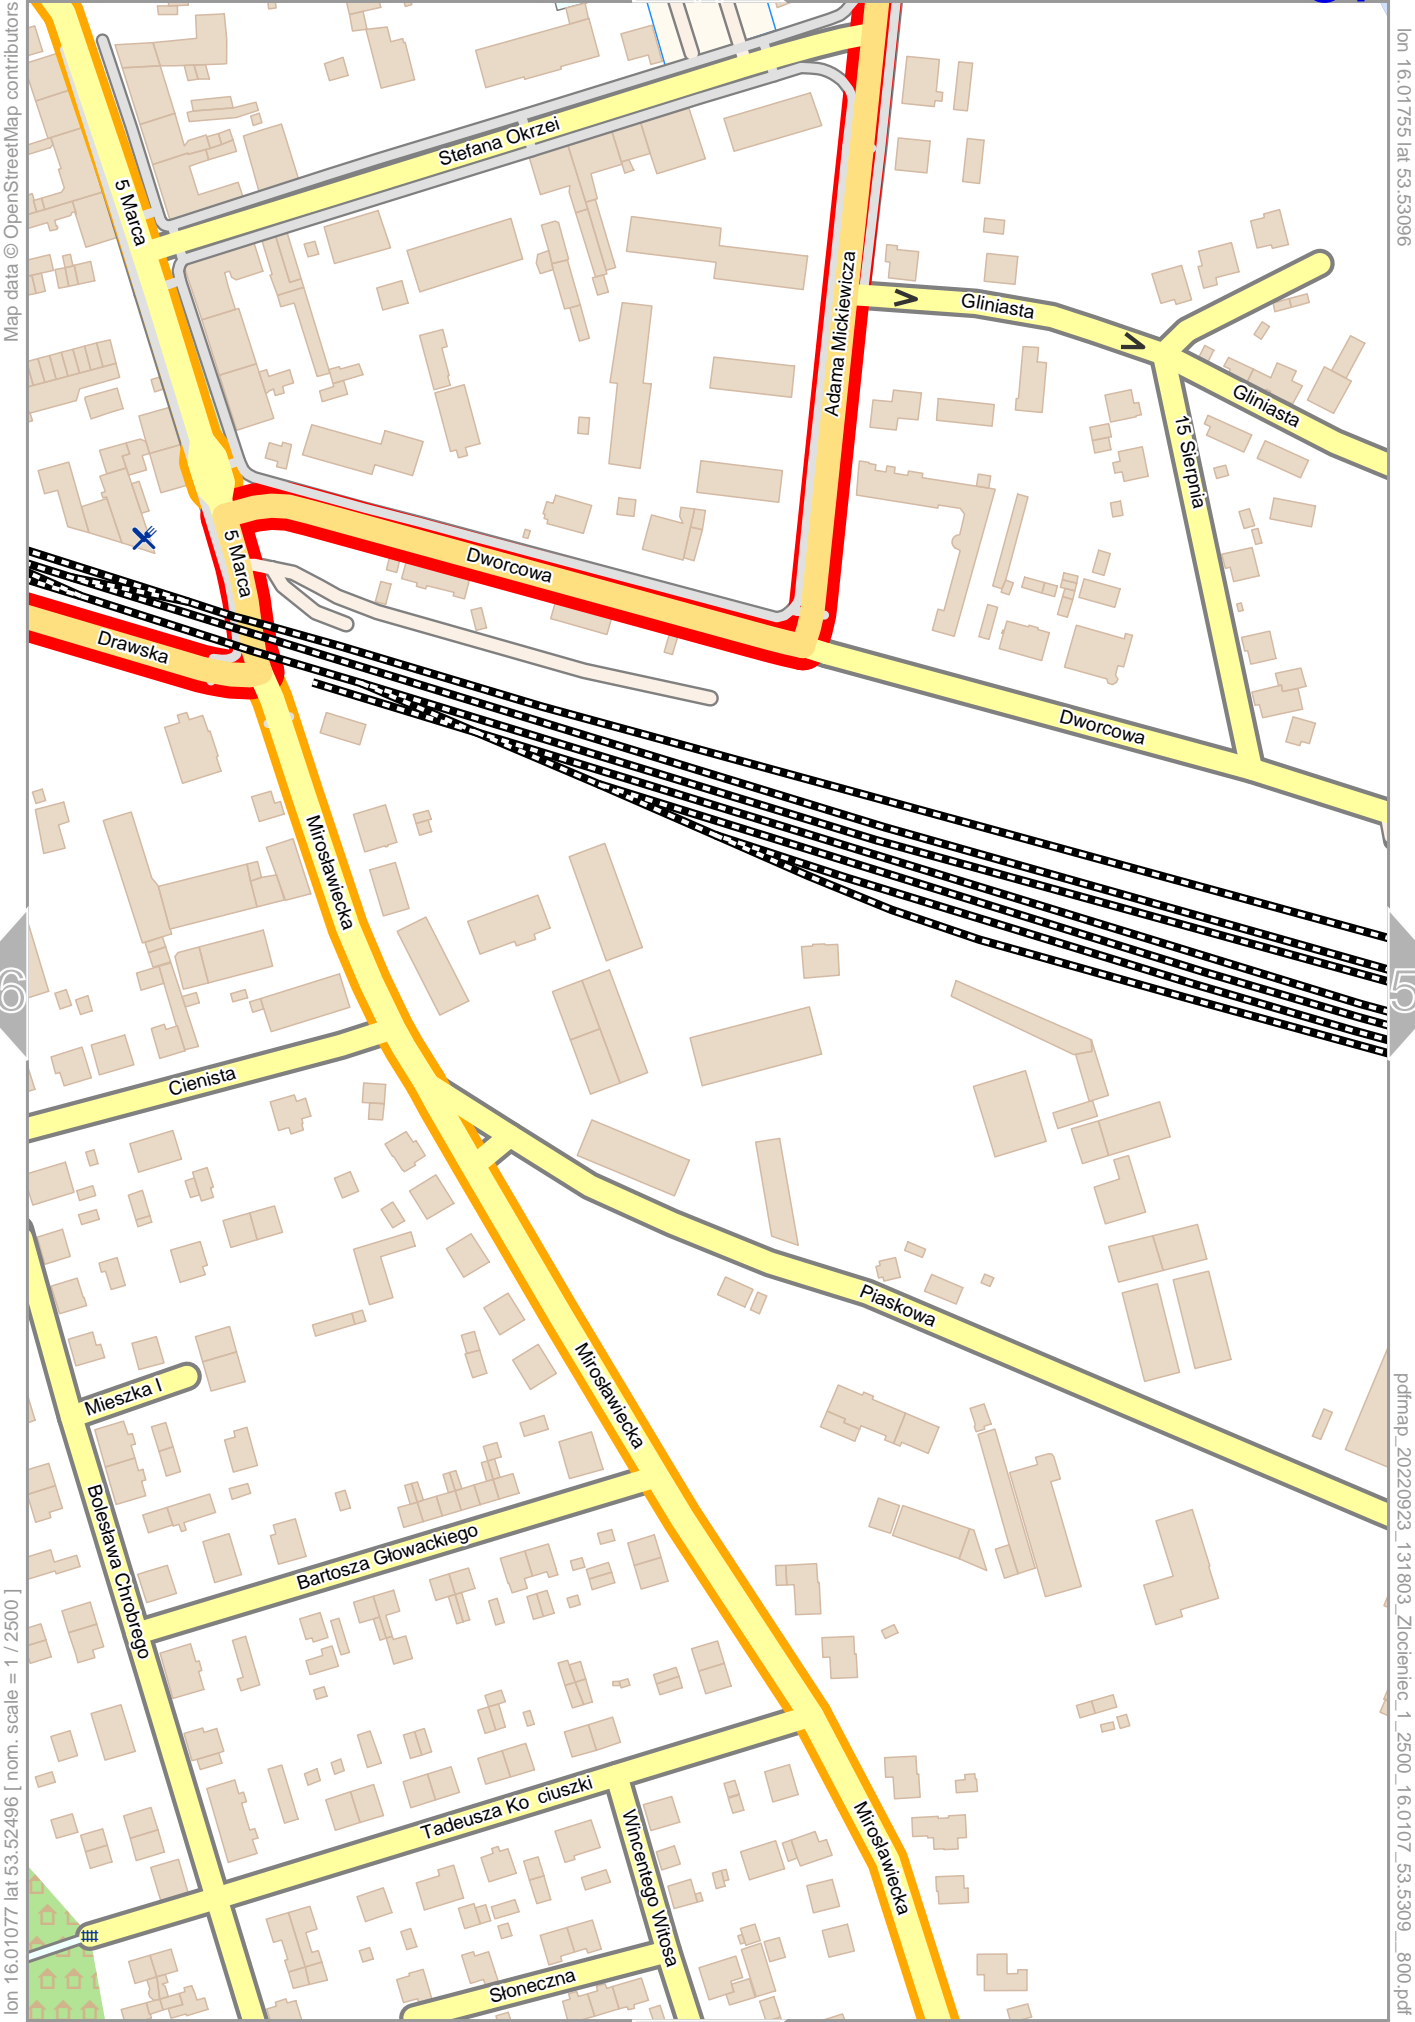 Map data © OpenStreetMap contributors
lon 16.01755 lat 53.53096
5 Marca
Stefana Okrzei
Adama Mickiewicza
>
Gliniasta
>
Gliniasta
15 Sierpnia
5 Marca
Dworcowa
Drawska
Dworcowa
Mirosławiecka
6
5
Cienista
Piaskowa
Mirosławiecka
Mieszka I
Bolesława Chrobrego
Bartosza Głowackiego
Tadeusza Ko ciuszki
Wincentego Witosa
Mirosławiecka
Słoneczna
lon 16.01077 lat 53.52496 [ nom. scale = 1 / 2500 ]
pdfmap_20220923_131803_Zlocieniec_1_2500_16.0107_53.5309__800.pdf